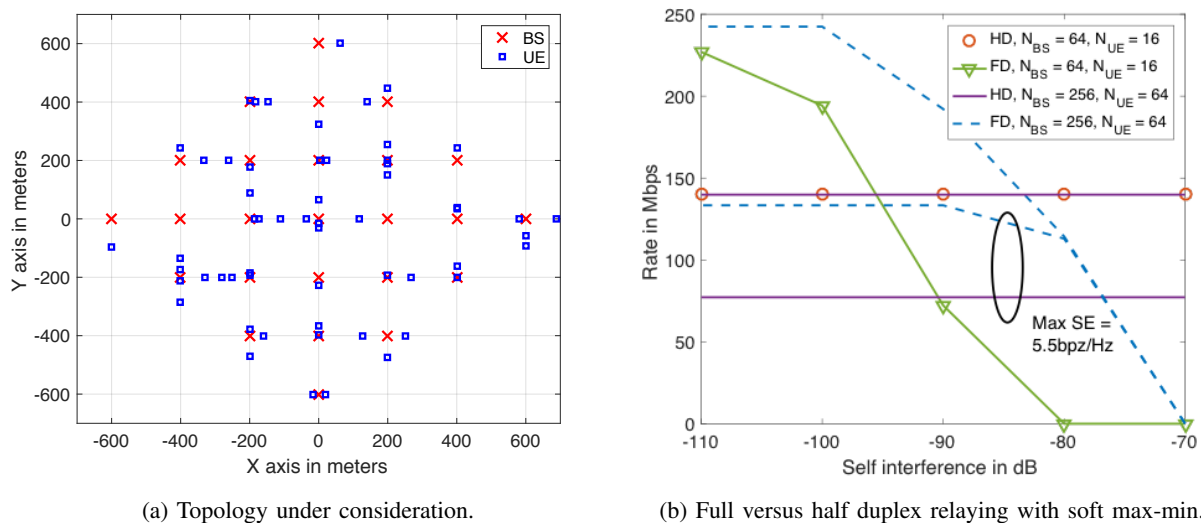 600
400
200
0
-200
-400
-600
-600
-400
-200
0
200
400
600
Y axis in meters
X axis in meters
BS
UE
(a) Topology under consideration.
250
200
150
100
50
0
-110
-100
-90
-80
-70
Rate in Mbps
Self interference in dB
HD, N_BS = 64, N_UE = 16
FD, N_BS = 64, N_UE = 16
HD, N_BS = 256, N_UE = 64
FD, N_BS = 256, N_UE = 64
Max SE =
5.5bpz/Hz
(b) Full versus half duplex relaying with soft max-min.